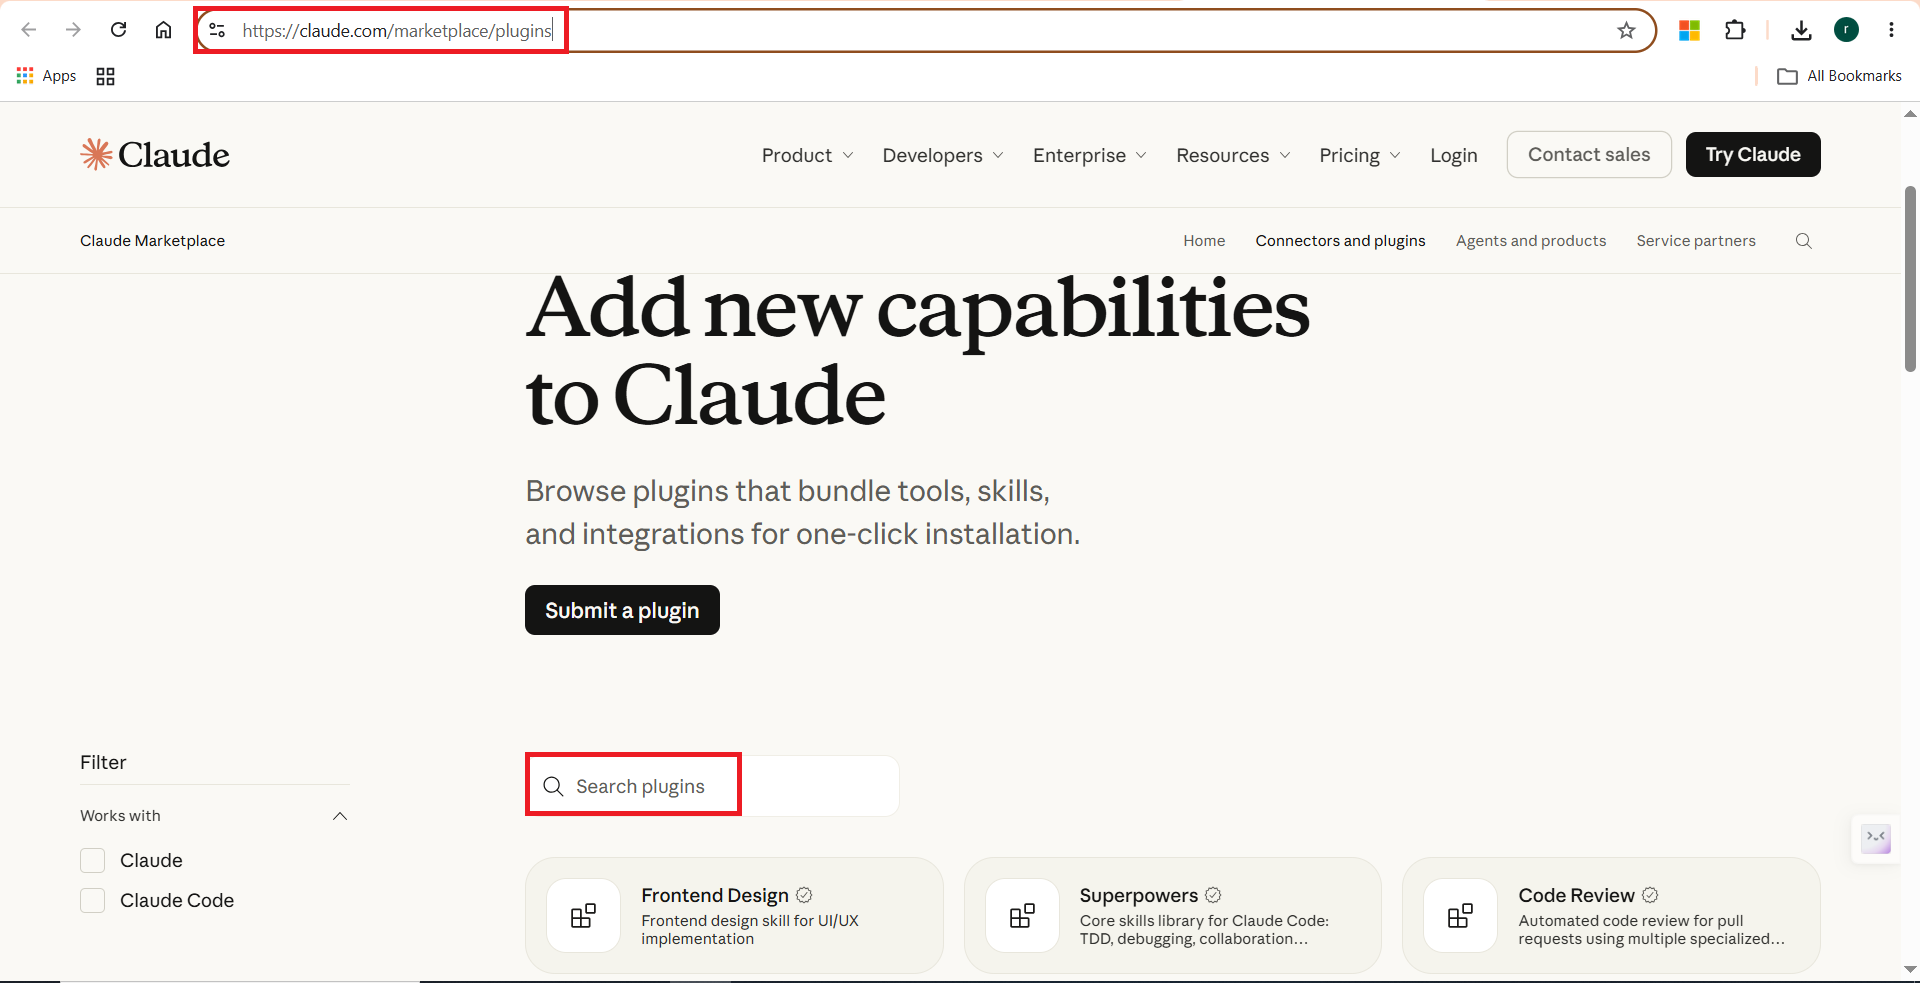 https://claude.com/marketplace/plugins
r
Apps
All Bookmarks
Claude
Product
Developers
Enterprise
Resources
Pricing
Login
Contact sales
Try Claude
Claude Marketplace
Home
Connectors and plugins
Agents and products
Service partners
Add new capabilities
to Claude
Browse plugins that bundle tools, skills,
and integrations for one-click installation.
Submit a plugin
Filter
Search plugins
Works with
Claude
Claude Code
Frontend Design
Frontend design skill for UI/UX
implementation
Superpowers
Core skills library for Claude Code:
TDD, debugging, collaboration...
Code Review
Automated code review for pull
requests using multiple specialized...